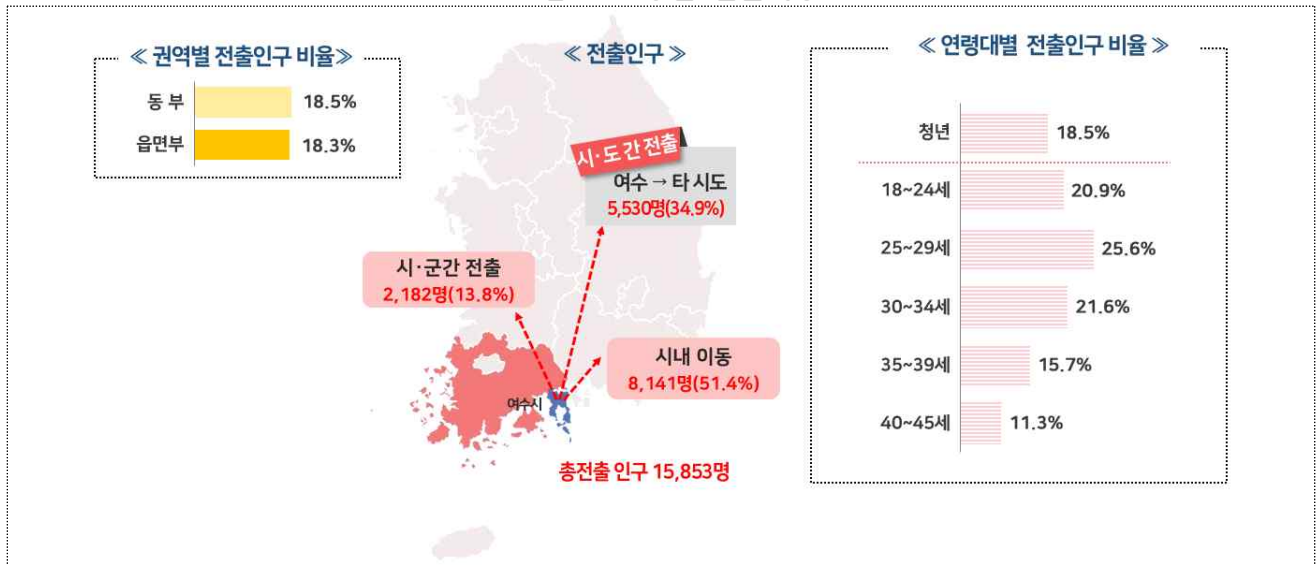 ≪ 권역별 전출인구 비율≫
동 부 18.5%
읍면부 18.3%
≪ 전출인구 ≫
시·도 간 전출
여수 → 타 시도
5,530명(34.9%)
시·군간 전출
2,182명(13.8%)
시내 이동
8,141명(51.4%)
여수시
총전출 인구 15,853명
≪ 연령대별 전출인구 비율 ≫
청년 18.5%
18~24세 20.9%
25~29세 25.6%
30~34세 21.6%
35~39세 15.7%
40~45세 11.3%